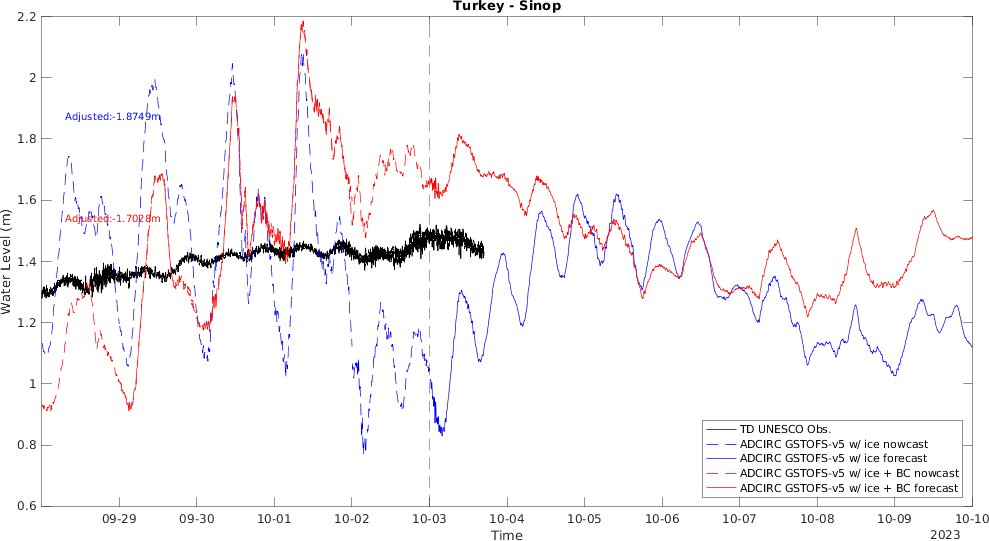 Turkey - Sinop
2.2
2
1.8
1.6
1.4
1.2
1
0.8
0.6
Water Level (m)
Adjusted:-1.8749m
Adjusted:-1.7028m
TD UNESCO Obs.
ADCIRC GSTOFS-v5 w/ ice nowcast
ADCIRC GSTOFS-v5 w/ ice forecast
ADCIRC GSTOFS-v5 w/ ice + BC nowcast
ADCIRC GSTOFS-v5 w/ ice + BC forecast
09-29 09-30 10-01 10-02 10-03 10-04 10-05 10-06 10-07 10-08 10-09 10-10
Time
2023